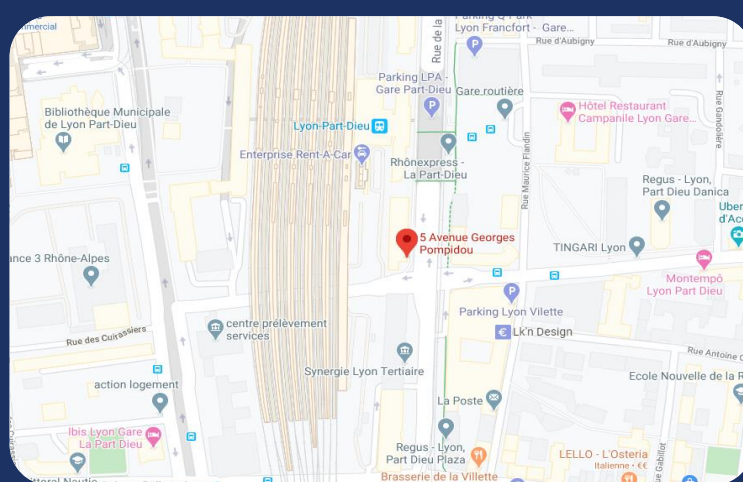 mmercial
Parking Q-Park
Lyon Francfort - Gare...
Rue d'Aubigny
Rue d'Aubigny
Rue de la
Parking LPA -
Gare Part-Dieu
Gare routière
Bibliothèque Municipale
de Lyon Part-Dieu
Lyon-Part-Dieu
Hôtel Restaurant
Campanile Lyon Gare...
Rue Gandolière
Enterprise Rent-A-Car
Rhônexpress -
La Part-Dieu
Rue Maurice Flandin
Regus - Lyon,
Part Dieu Danica
Uber
d'Acc
5 Avenue Georges
Pompidou
TINGARI Lyon
ance 3 Rhône-Alpes
Montempô
Lyon Part Dieu
Parking Lyon Vilette
centre prélèvement
services
Lk'n Design
Rue des Cuirassiers
Rue Antoine
Synergie Lyon Tertiaire
Ecole Nouvelle de la R
action logement
La Poste
Ibis Lyon Gare
La Part Dieu
Regus - Lyon,
Part Dieu Plaza
LELLO - L'Osteria
Italienne • €€
Gabillot
Littoral Nautic
Brasserie de la Villette